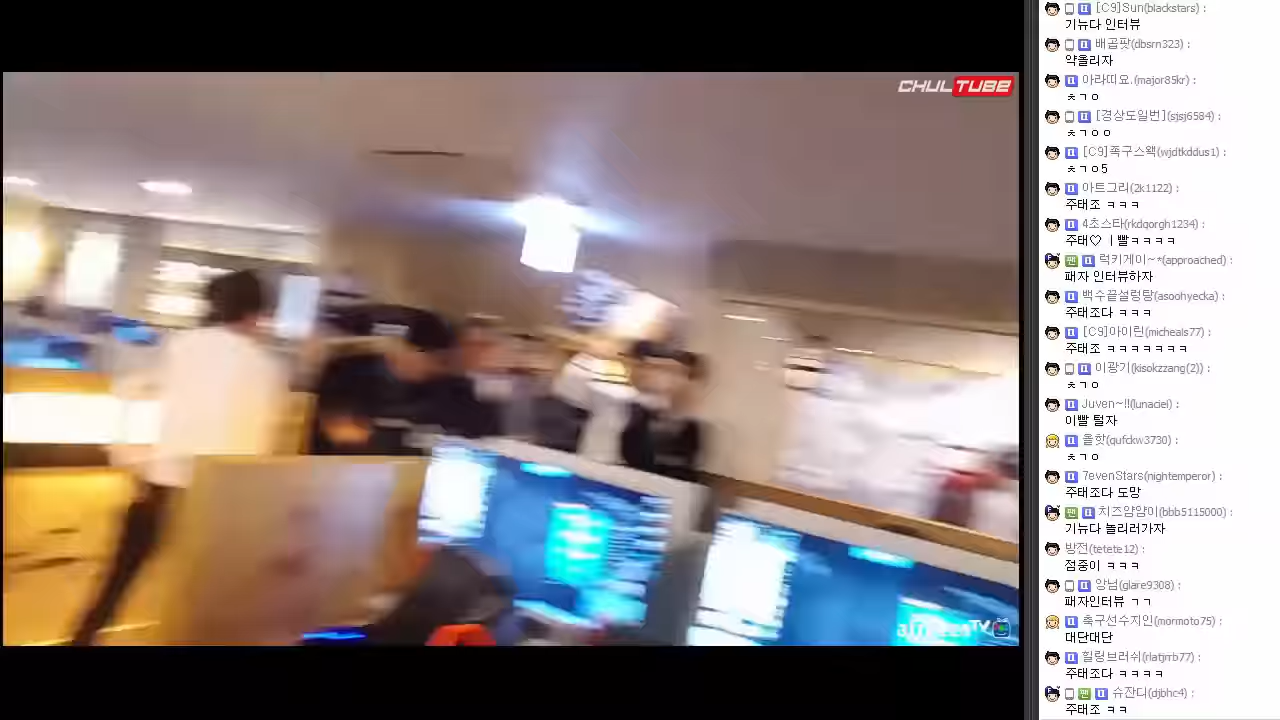 CHULTUBE
[C9]Sun(blackstars) :
기뉴다 인터뷰
배곱팟(dbsrn323) :
약올리자
아라띠요.(major85kr) :
ㅊㄱㅇ
[경상도일번](sjsj6584) :
ㅊㄱㅇㅇ
[C9]족구스왝(wjdtkddus1) :
ㅊㄱㅇ5
아트그리(2k1122) :
주태조 ㅋㅋㅋ
4초스타(rkdqorgh1234) :
주태♡ ㅣ빨ㅋㅋㅋㅋ
럭키게이~*(approached) :
패자 인터뷰하자
백수끝설렁탕(asoohyecka) :
주태조다 ㅋㅋㅋ
[C9]아이린(micheals77) :
주태조 ㅋㅋㅋㅋㅋㅋㅋ
이광기(kisokzzang(2)) :
ㅊㄱㅇ
Juven~!!(lunaciel) :
이빨 털자
올핫(qufckw3730) :
ㅊㄱㅇ
7evenStars(nightemperor) :
주태조다 도망
치즈얌얌이(bbb5115000) :
기뉴다 놀리러가자
방전(tetete12) :
점중이 ㅋㅋㅋ
앙님(glare9308) :
패자인터뷰 ㄱㄱ
축구선수지인(mormoto75) :
대단대단
힐링브러쉬(rlatjrrb77) :
주태조다 ㅋㅋㅋㅋ
슈잔디(djbhc4) :
주태조 ㅋㅋ